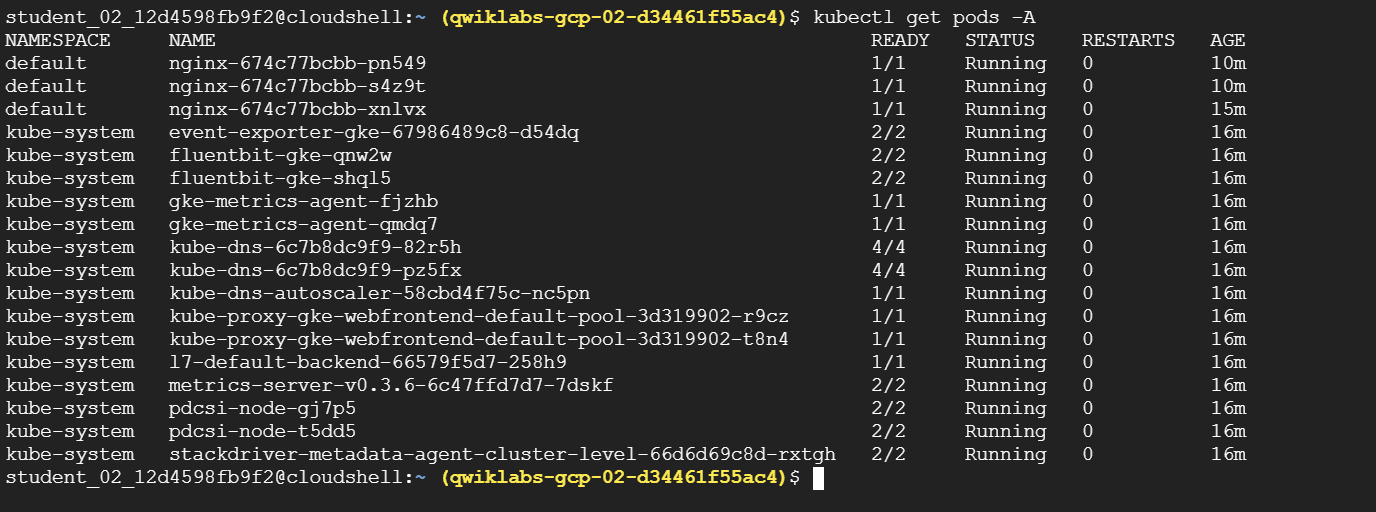 student_02_12d4598fb9f2@cloudshell:~ (qwiklabs-gcp-02-d34461f55ac4)$ kubectl get pods -A
NAMESPACE NAME READY STATUS RESTARTS AGE
default nginx-674c77bcbb-pn549 1/1 Running 0 10m
default nginx-674c77bcbb-s4z9t 1/1 Running 0 10m
default nginx-674c77bcbb-xnlvx 1/1 Running 0 15m
kube-system event-exporter-gke-67986489c8-d54dq 2/2 Running 0 16m
kube-system fluentbit-gke-qnw2w 2/2 Running 0 16m
kube-system fluentbit-gke-shql5 2/2 Running 0 16m
kube-system gke-metrics-agent-fjzhb 1/1 Running 0 16m
kube-system gke-metrics-agent-qmdq7 1/1 Running 0 16m
kube-system kube-dns-6c7b8dc9f9-82r5h 4/4 Running 0 16m
kube-system kube-dns-6c7b8dc9f9-pz5fx 4/4 Running 0 16m
kube-system kube-dns-autoscaler-58cbd4f75c-nc5pn 1/1 Running 0 16m
kube-system kube-proxy-gke-webfrontend-default-pool-3d319902-r9cz 1/1 Running 0 16m
kube-system kube-proxy-gke-webfrontend-default-pool-3d319902-t8n4 1/1 Running 0 16m
kube-system l7-default-backend-66579f5d7-258h9 1/1 Running 0 16m
kube-system metrics-server-v0.3.6-6c47ffd7d7-7dskf 2/2 Running 0 16m
kube-system pdcsi-node-gj7p5 2/2 Running 0 16m
kube-system pdcsi-node-t5dd5 2/2 Running 0 16m
kube-system stackdriver-metadata-agent-cluster-level-66d6d69c8d-rxtgh 2/2 Running 0 16m
student_02_12d4598fb9f2@cloudshell:~ (qwiklabs-gcp-02-d34461f55ac4)$